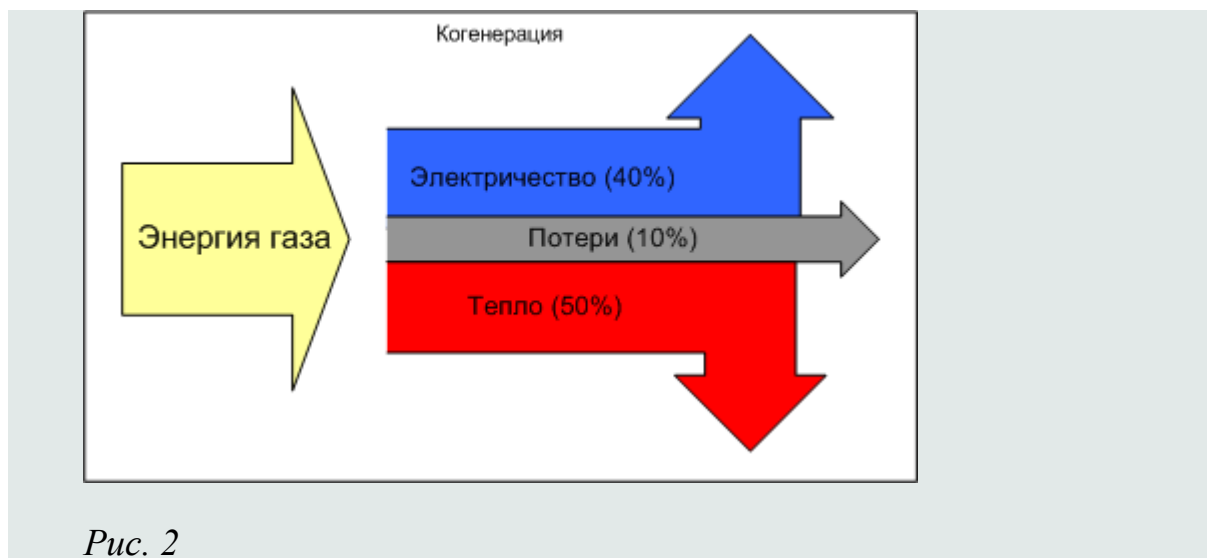 Когенерация
Электричество (40%)
Энергия газа
Потери (10%)
Тепло (50%)
Рис. 2